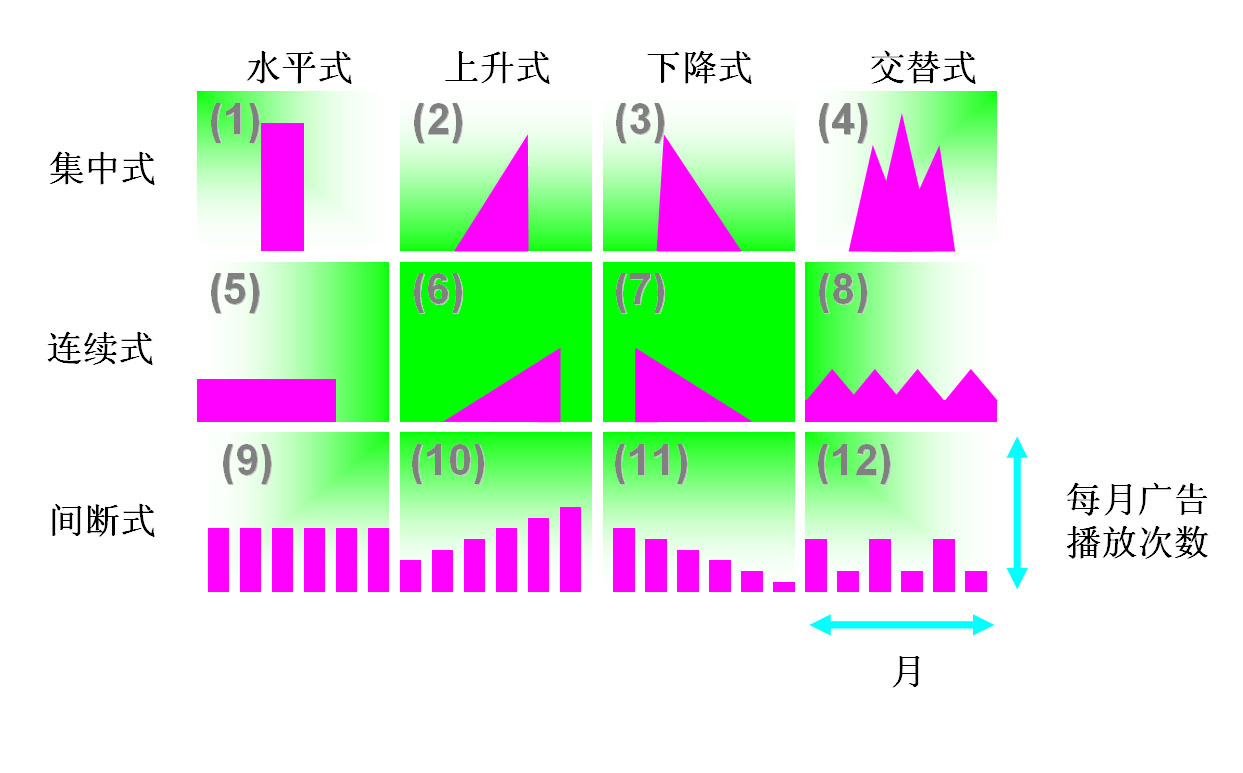 水平式 上升式 下降式 交替式
集中式 (1) (2) (3) (4)
连续式 (5) (6) (7) (8)
间断式 (9) (10) (11) (12)
每月广告
播放次数
月